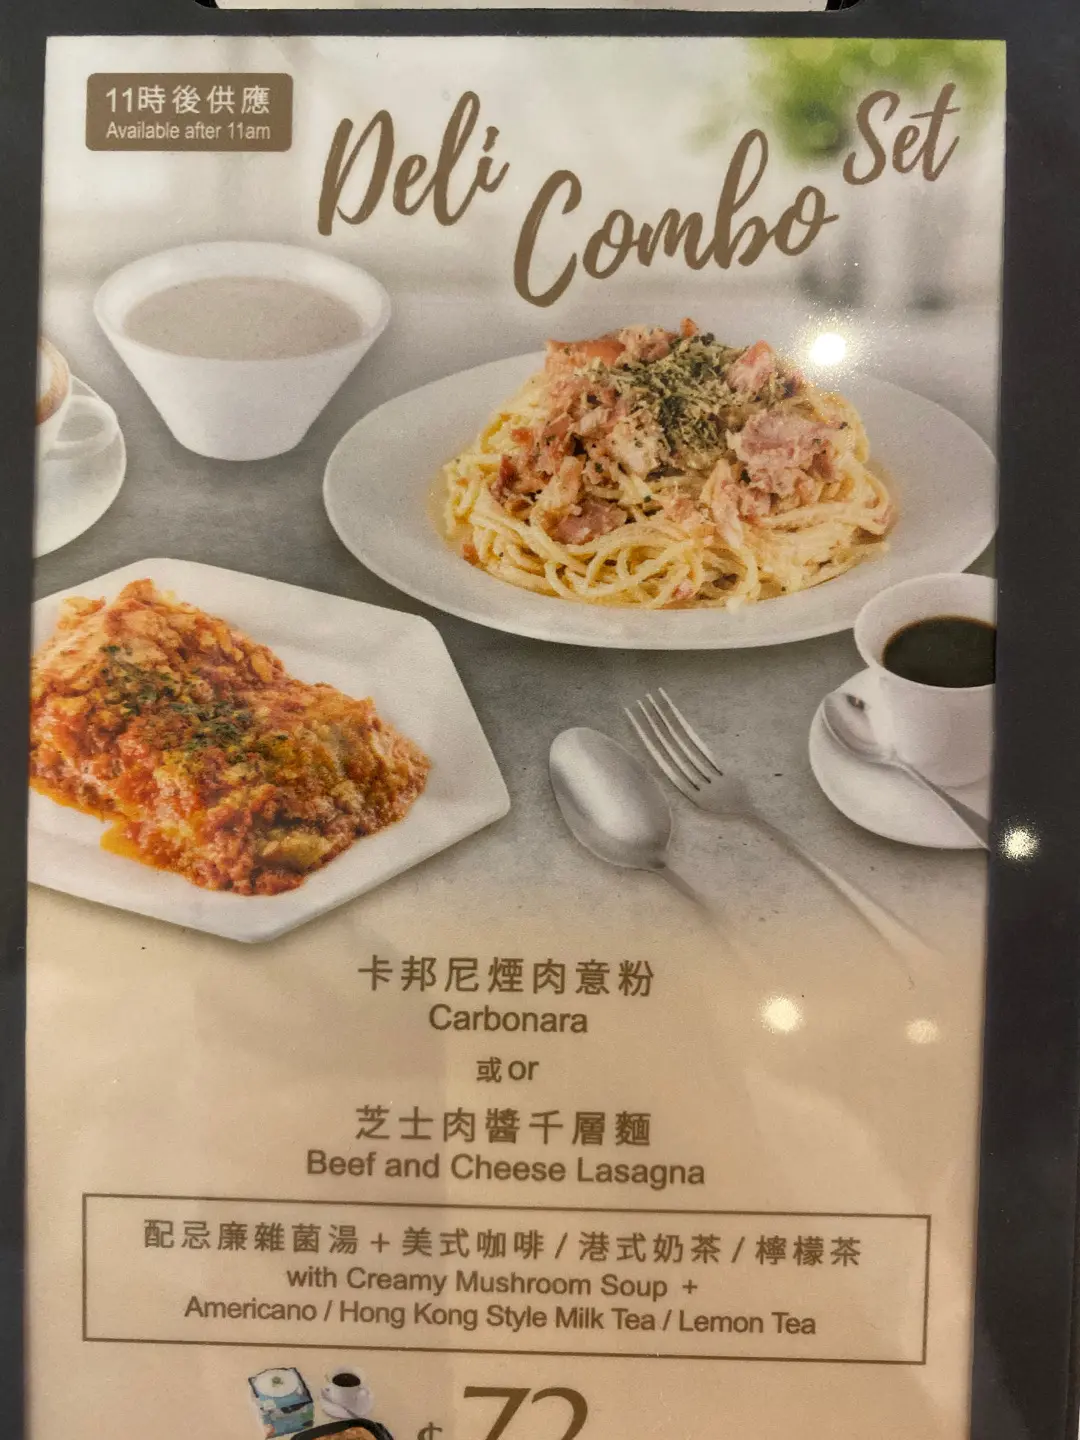 11時後供應
Available after 11am
Deli Combo Set
卡邦尼煙肉意粉
Carbonara
或or
芝士肉醬千層麵
Beef and Cheese Lasagna
配忌廉雜菌湯 + 美式咖啡 / 港式奶茶 / 檸檬茶
with Creamy Mushroom Soup +
Americano / Hong Kong Style Milk Tea / Lemon Tea
$72